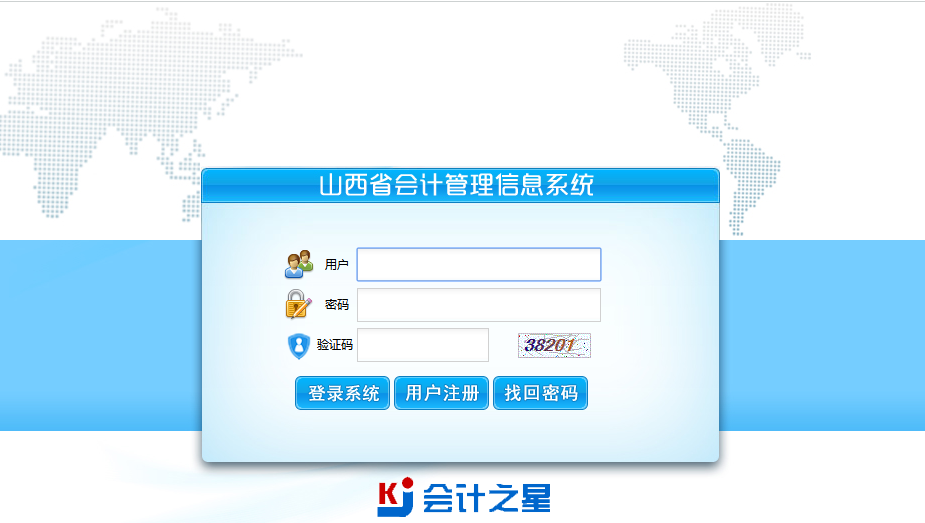 山西省会计管理信息系统
用户
密码
验证码 38201
登录系统 用户注册 找回密码
KJ 会计之星